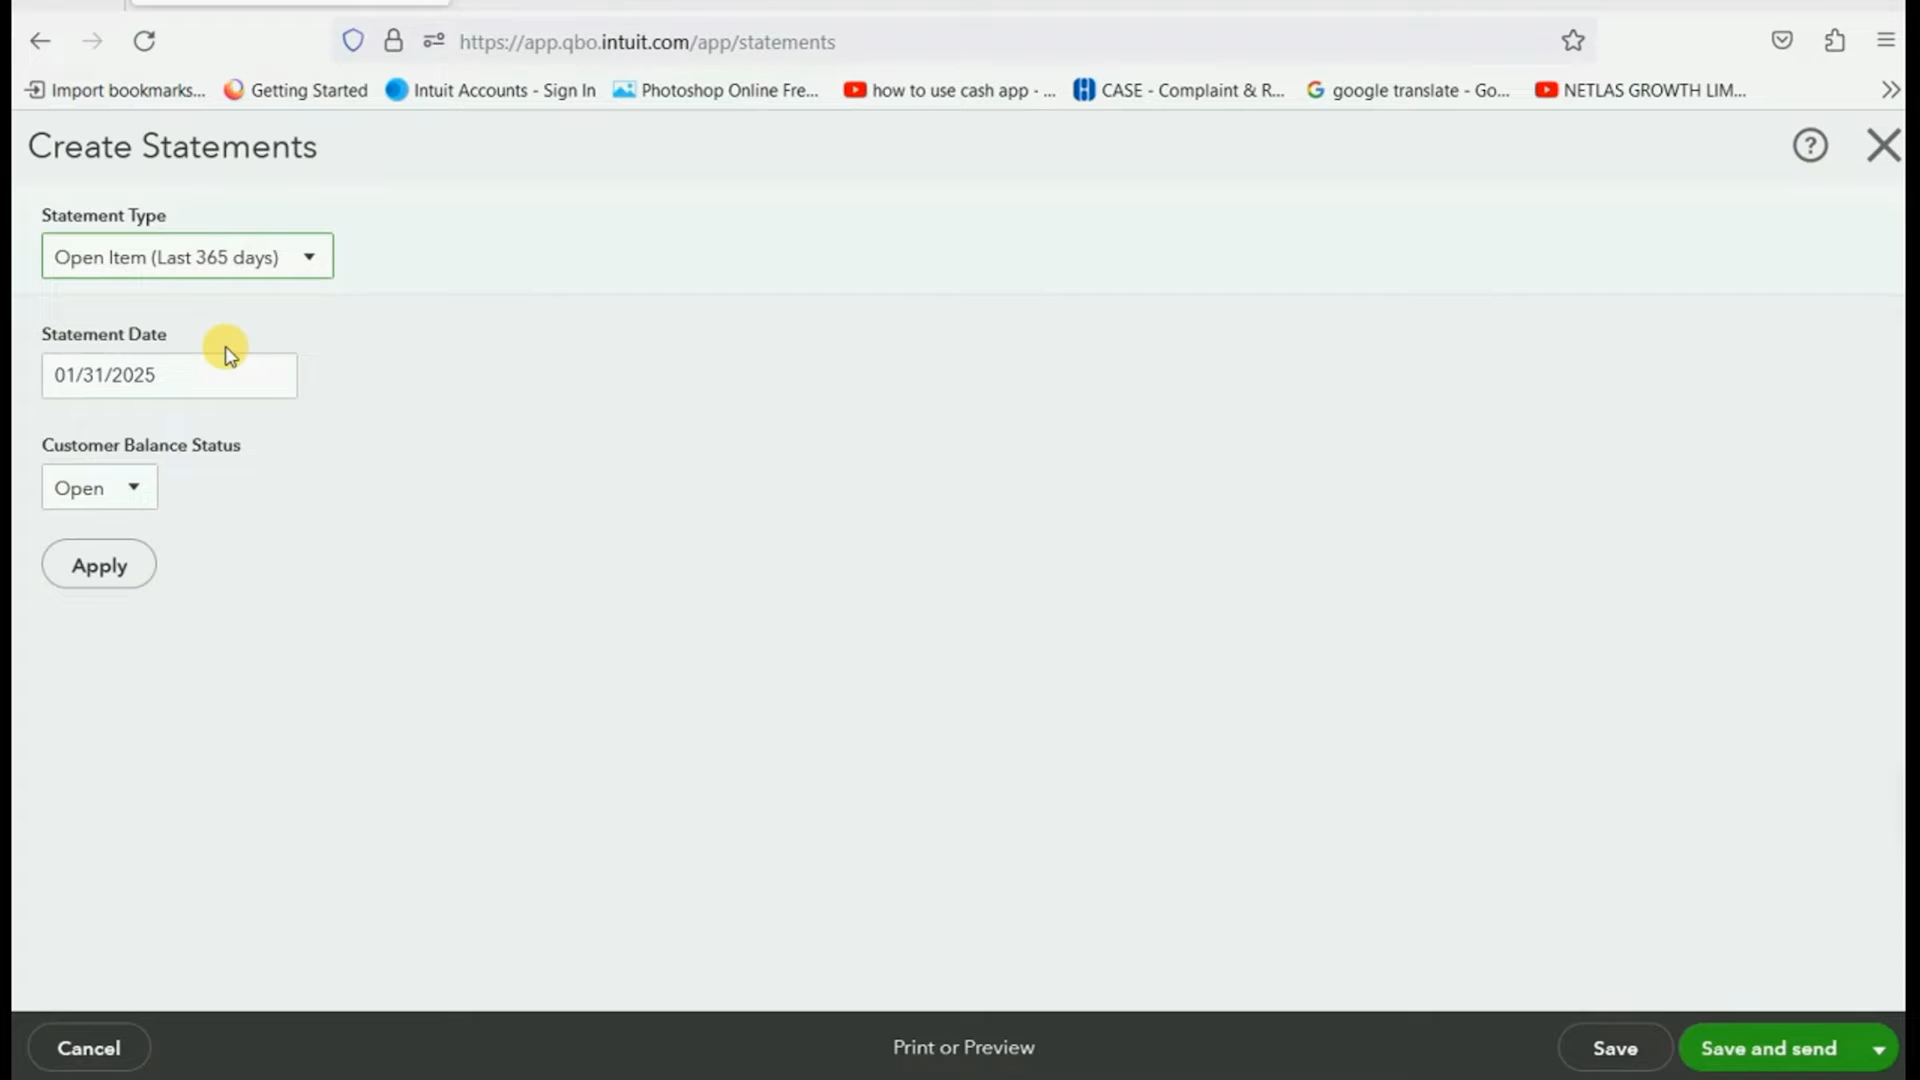 https://app.qbo.intuit.com/app/statements
Import bookmarks... Getting Started Intuit Accounts - Sign In Photoshop Online Fre... how to use cash app - ... CASE - Complaint & R... google translate - Go... NETLAS GROWTH LIM...
Create Statements
Statement Type
Open Item (Last 365 days)
Statement Date
01/31/2025
Customer Balance Status
Open
Apply
Cancel Print or Preview Save Save and send